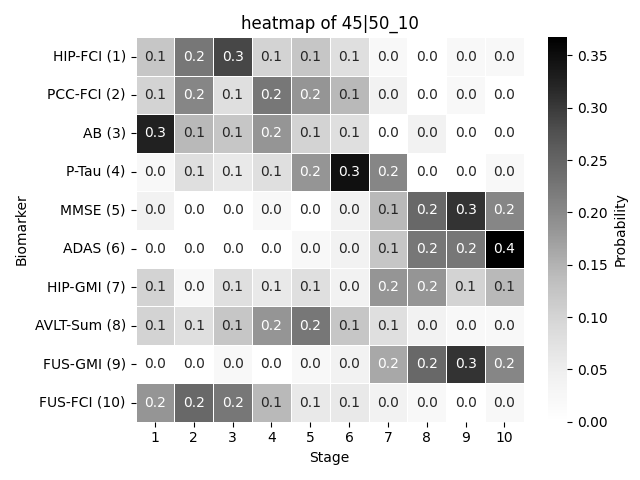 heatmap of 45|50_10
Biomarker
HIP-FCI (1) 0.1 0.2 0.3 0.1 0.1 0.1 0.0 0.0 0.0 0.0
PCC-FCI (2) 0.1 0.2 0.1 0.2 0.2 0.1 0.0 0.0 0.0 0.0
AB (3) 0.3 0.1 0.1 0.2 0.1 0.1 0.0 0.0 0.0 0.0
P-Tau (4) 0.0 0.1 0.1 0.1 0.2 0.3 0.2 0.0 0.0 0.0
MMSE (5) 0.0 0.0 0.0 0.0 0.0 0.0 0.1 0.2 0.3 0.2
ADAS (6) 0.0 0.0 0.0 0.0 0.0 0.0 0.1 0.2 0.2 0.4
HIP-GMI (7) 0.1 0.0 0.1 0.1 0.1 0.0 0.2 0.2 0.1 0.1
AVLT-Sum (8) 0.1 0.1 0.1 0.2 0.2 0.1 0.1 0.0 0.0 0.0
FUS-GMI (9) 0.0 0.0 0.0 0.0 0.0 0.0 0.2 0.2 0.3 0.2
FUS-FCI (10) 0.2 0.2 0.2 0.1 0.1 0.1 0.0 0.0 0.0 0.0
1 2 3 4 5 6 7 8 9 10
Stage
0.35
0.30
0.25
0.20
0.15
0.10
0.05
0.00
Probability